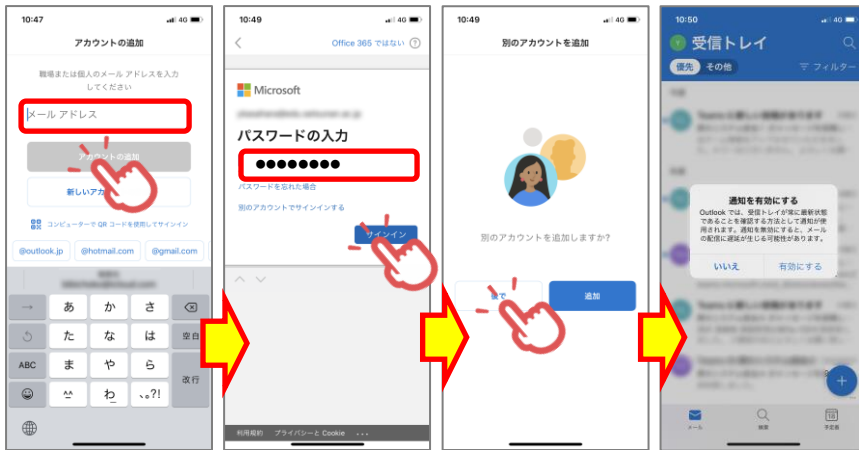 10:47
4G
アカウントの追加
職場または個人のメール アドレスを入力
してください
メール アドレス
アカウントの追加
新しいアカ
コンピューターで QR コードを使用してサインイン
@outlook.jp
@hotmail.com
@gmail.com
→
あ
か
さ
た
な
は
空白
ABC
ま
や
ら
改行
^^
わ
、。?!
10:49
4G
Office 365 ではない
Microsoft
パスワードの入力
パスワードを忘れた場合
別のアカウントでサインインする
サインイン
利用規約 プライバシーと Cookie ...
10:49
4G
別のアカウントを追加
別のアカウントを追加しますか?
後で
追加
10:50
4G
受信トレイ
優先 その他
フィルター
通知を有効にする
Outlook では、受信トレイが常に最新状態
であることを確認する方法として通知が使
用されます。通知を無効にすると、メール
の配信に遅延が生じる可能性があります。
いいえ
有効にする
メール
検索
予定表